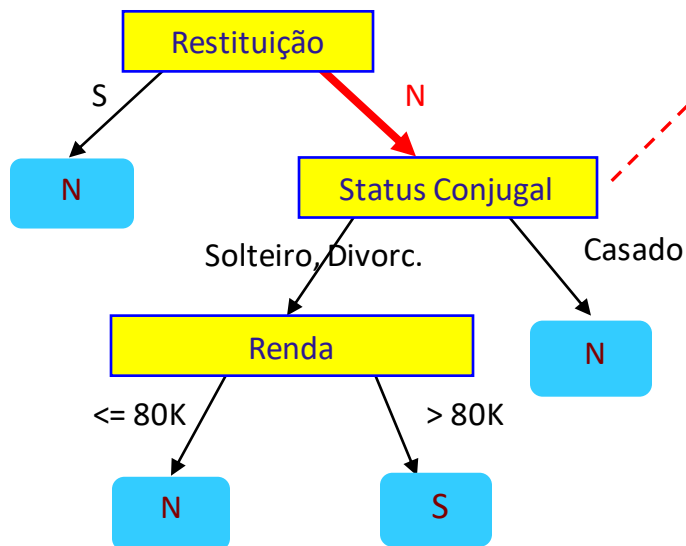 Restituição
S
N
N
Status Conjugal
Solteiro, Divorc.
Casado
Renda
N
<= 80K
> 80K
N
S